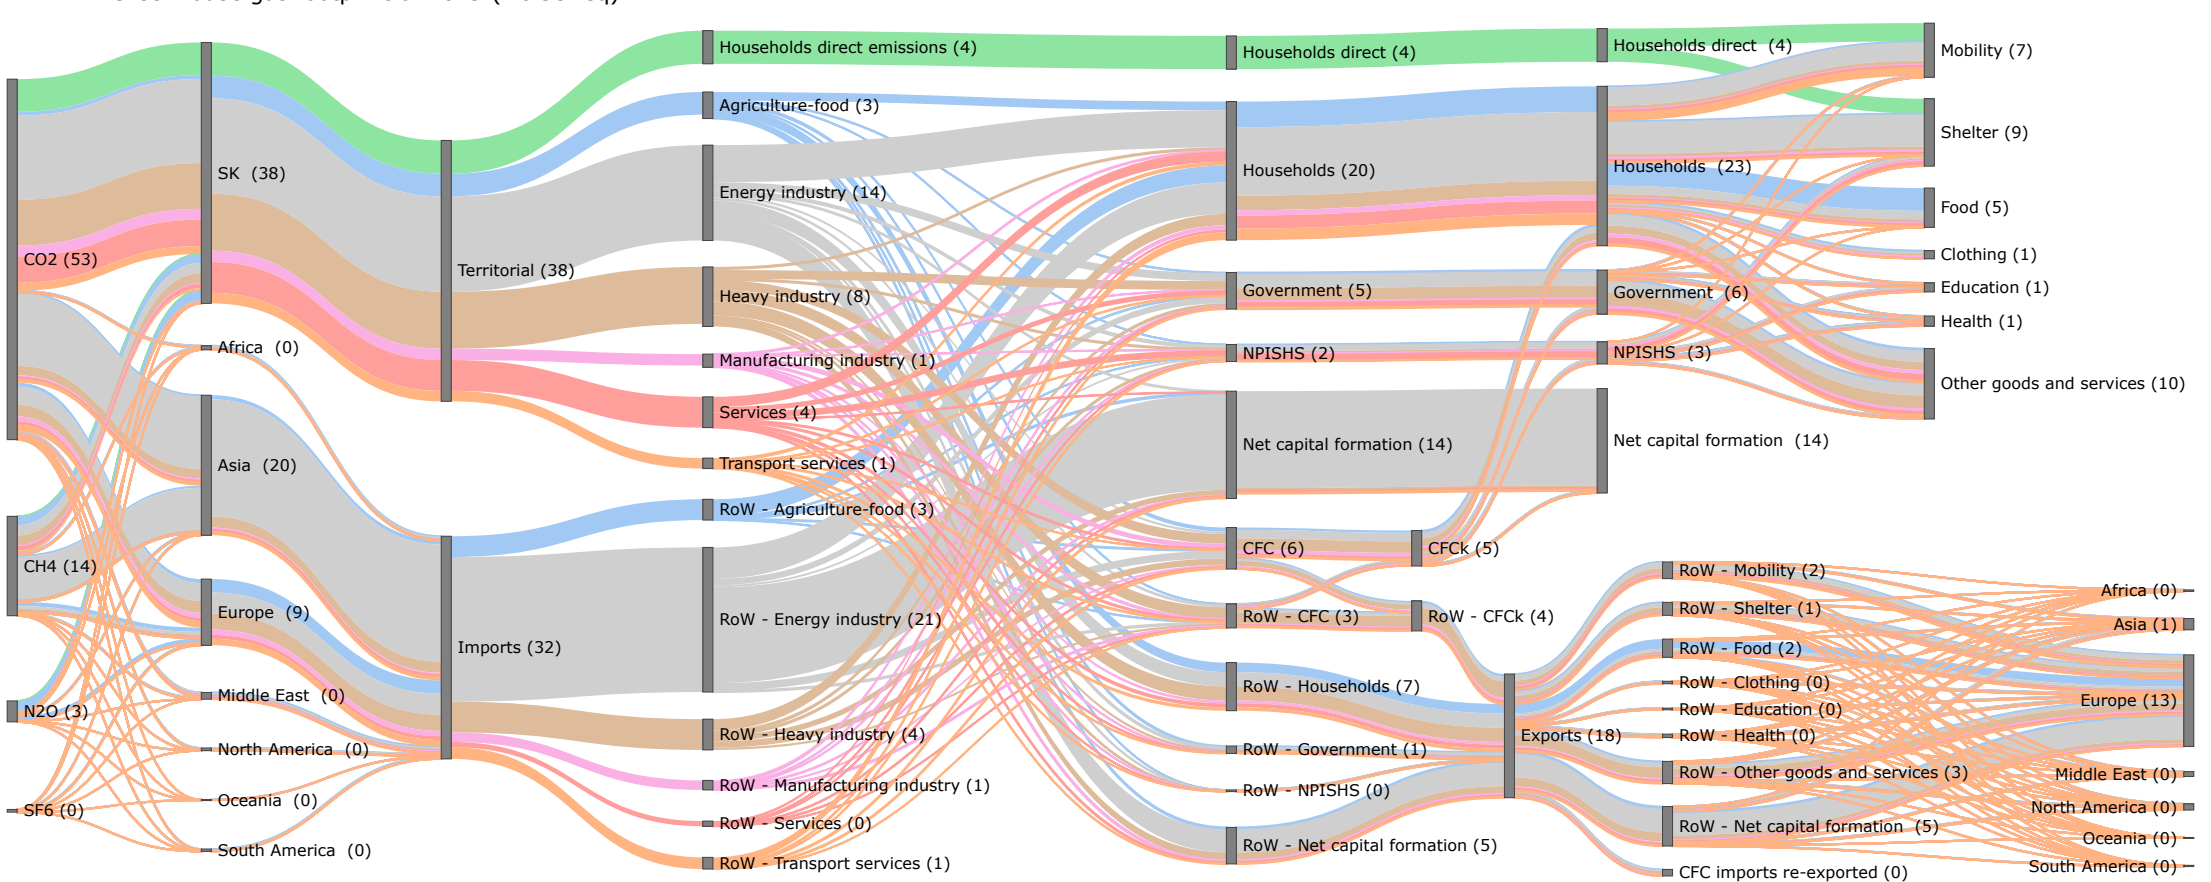 CO2 (53)
CH4 (14)
N2O (3)
SF6 (0)
SK (38)
Africa (0)
Asia (20)
Europe (9)
Middle East (0)
North America (0)
Oceania (0)
South America (0)
Territorial (38)
Imports (32)
Households direct emissions (4)
Agriculture-food (3)
Energy industry (14)
Heavy industry (8)
Manufacturing industry (1)
Services (4)
Transport services (1)
RoW - Agriculture-food (3)
RoW - Energy industry (21)
RoW - Heavy industry (4)
RoW - Manufacturing industry (1)
RoW - Services (0)
RoW - Transport services (1)
Households direct (4)
Households (20)
Government (5)
NPISHS (2)
Net capital formation (14)
CFC (6)
RoW - CFC (3)
RoW - Households (7)
RoW - Government (1)
RoW - NPISHS (0)
RoW - Net capital formation (5)
CFCk (5)
RoW - CFCk (4)
Exports (18)
Households direct (4)
Households (23)
Government (6)
NPISHS (3)
Net capital formation (14)
RoW - Mobility (2)
RoW - Shelter (1)
RoW - Food (2)
RoW - Clothing (0)
RoW - Education (0)
RoW - Health (0)
RoW - Other goods and services (3)
RoW - Net capital formation (5)
CFC imports re-exported (0)
Mobility (7)
Shelter (9)
Food (5)
Clothing (1)
Education (1)
Health (1)
Other goods and services (10)
Africa (0)
Asia (1)
Europe (13)
Middle East (0)
North America (0)
Oceania (0)
South America (0)